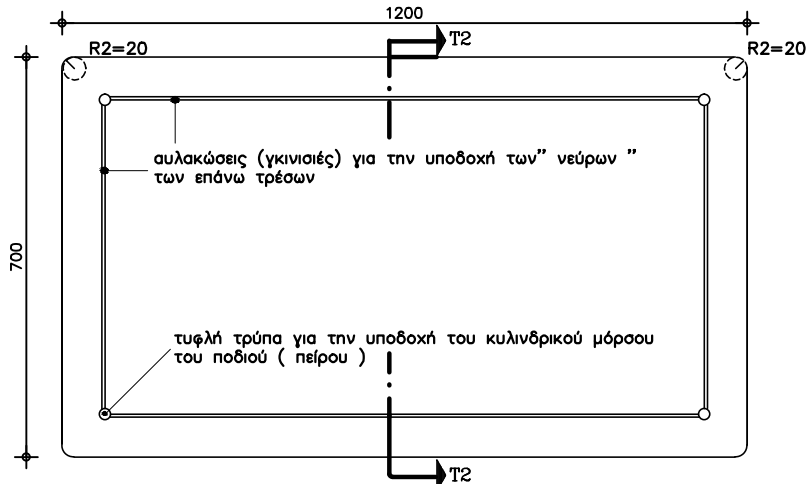 1200
T2
R2=20
R2=20
αυλακώσεις (γκινισιές) για την υποδοχή των” νεύρων ”
των επάνω τρέσων
700
τυφλή τρύπα για την υποδοχή του κυλινδρικού μόρσου
του ποδιού ( πείρου )
T2